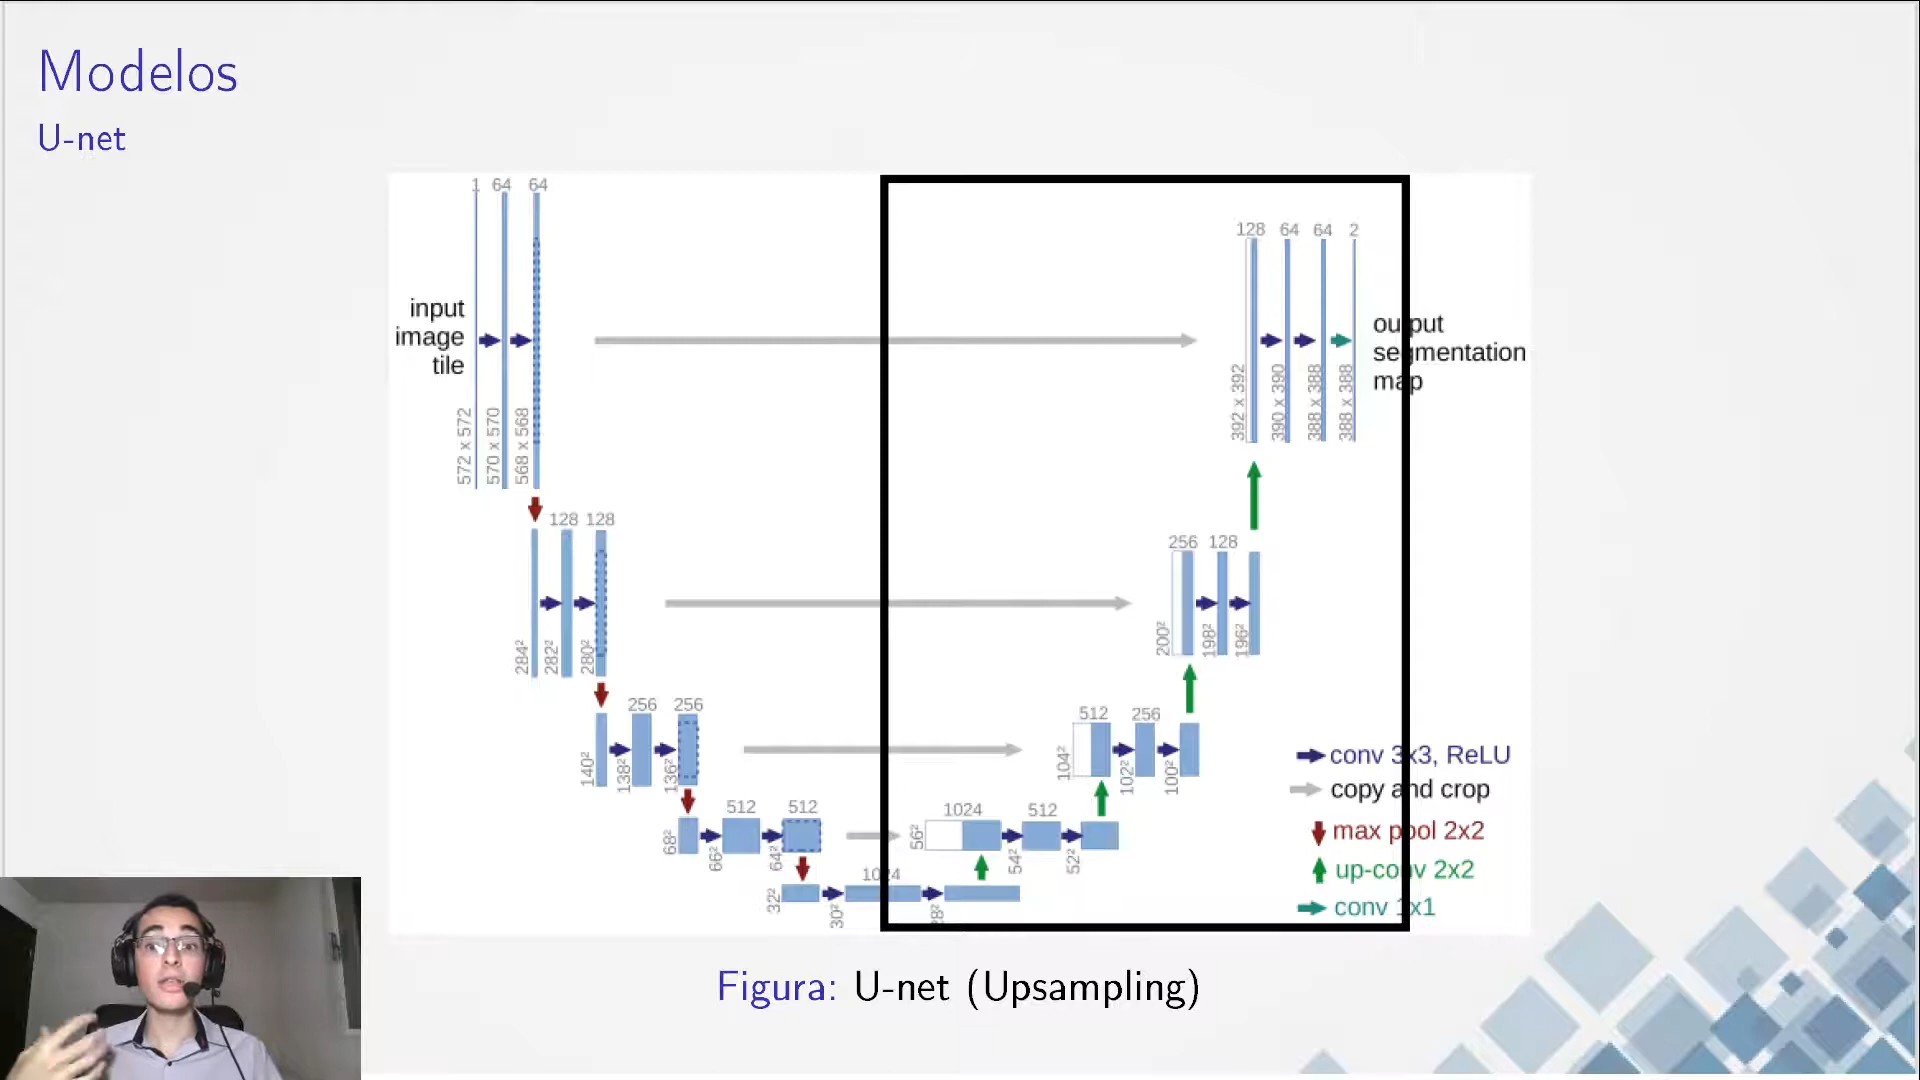 Modelos
U-net
1 64 64
128 64 64 2
input
image
tile
output
segmentation
map
572 x 572
570 x 570
568 x 568
392 x 392
390 x 390
388 x 388
388 x 388
128 128
256 128
284²
282²
280²
200²
198²
196²
256 256
512 256
140²
138²
136²
104²
102²
100²
conv 3x3, ReLU
copy and crop
max pool 2x2
up-conv 2x2
conv 1x1
512 512
1024 512
68²
66²
64²
56²
54²
52²
1024
32²
30²
28²
Figura: U-net (Upsampling)